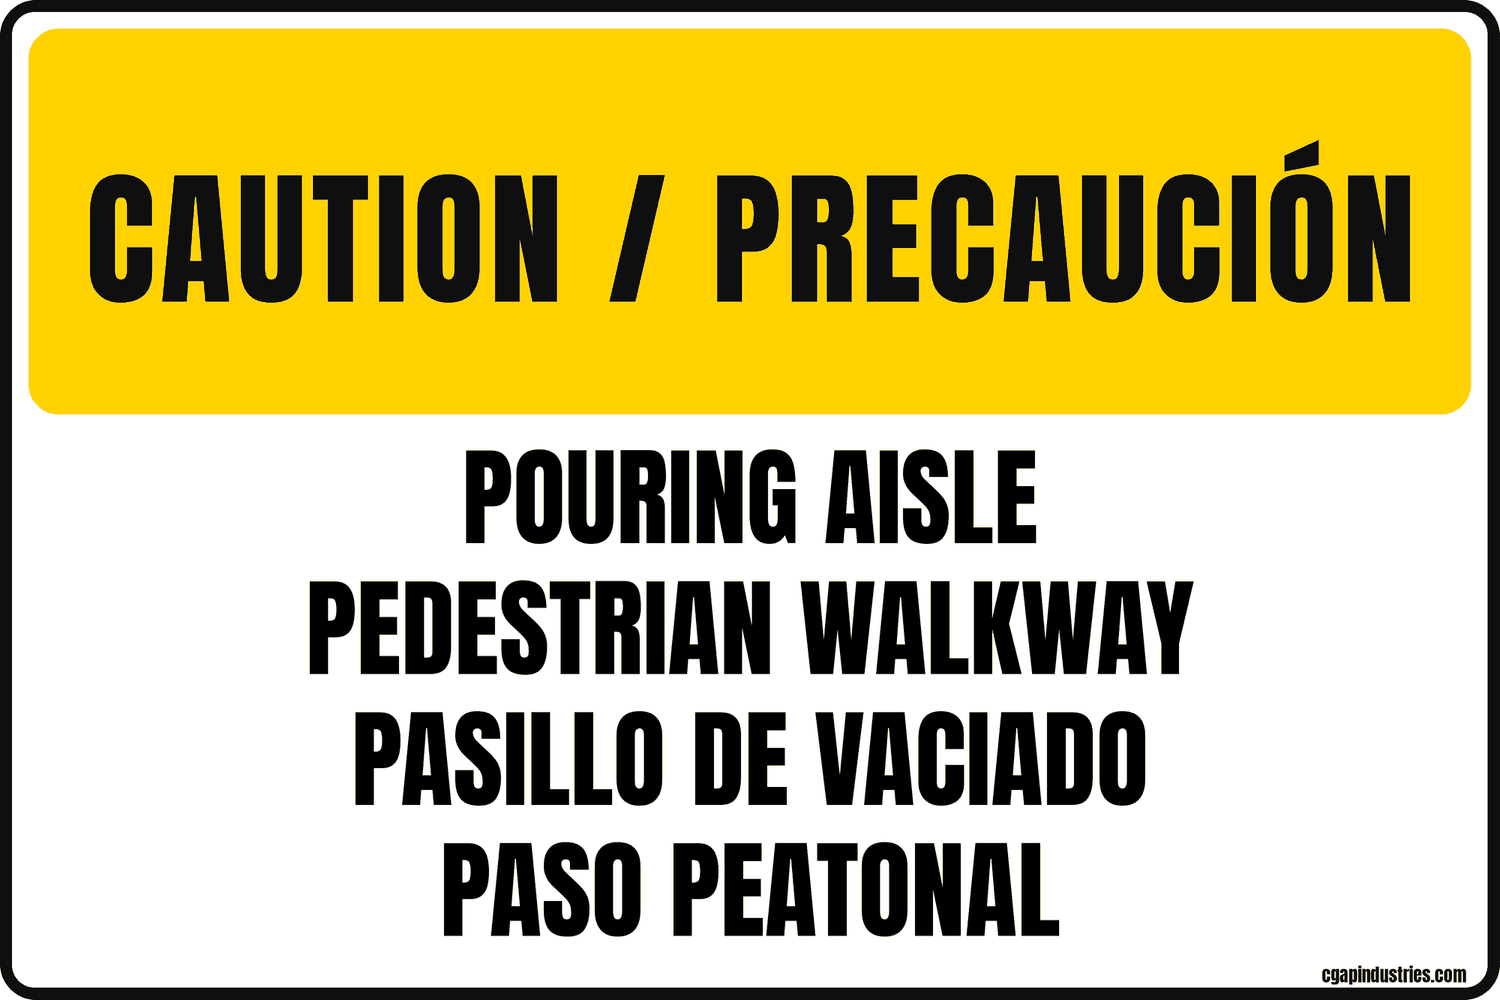 CAUTION / PRECAUCIÓN
POURING AISLE
PEDESTRIAN WALKWAY
PASILLO DE VACIADO
PASO PEATONAL
cgapindustries.com